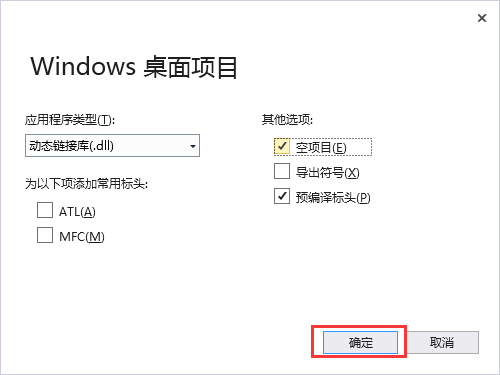 Windows 桌面项目
应用程序类型(T):
动态链接库(.dll)
为以下项添加常用标头:
ATL(A)
MFC(M)
其他选项:
空项目(E)
导出符号(X)
预编译标头(P)
确定
取消